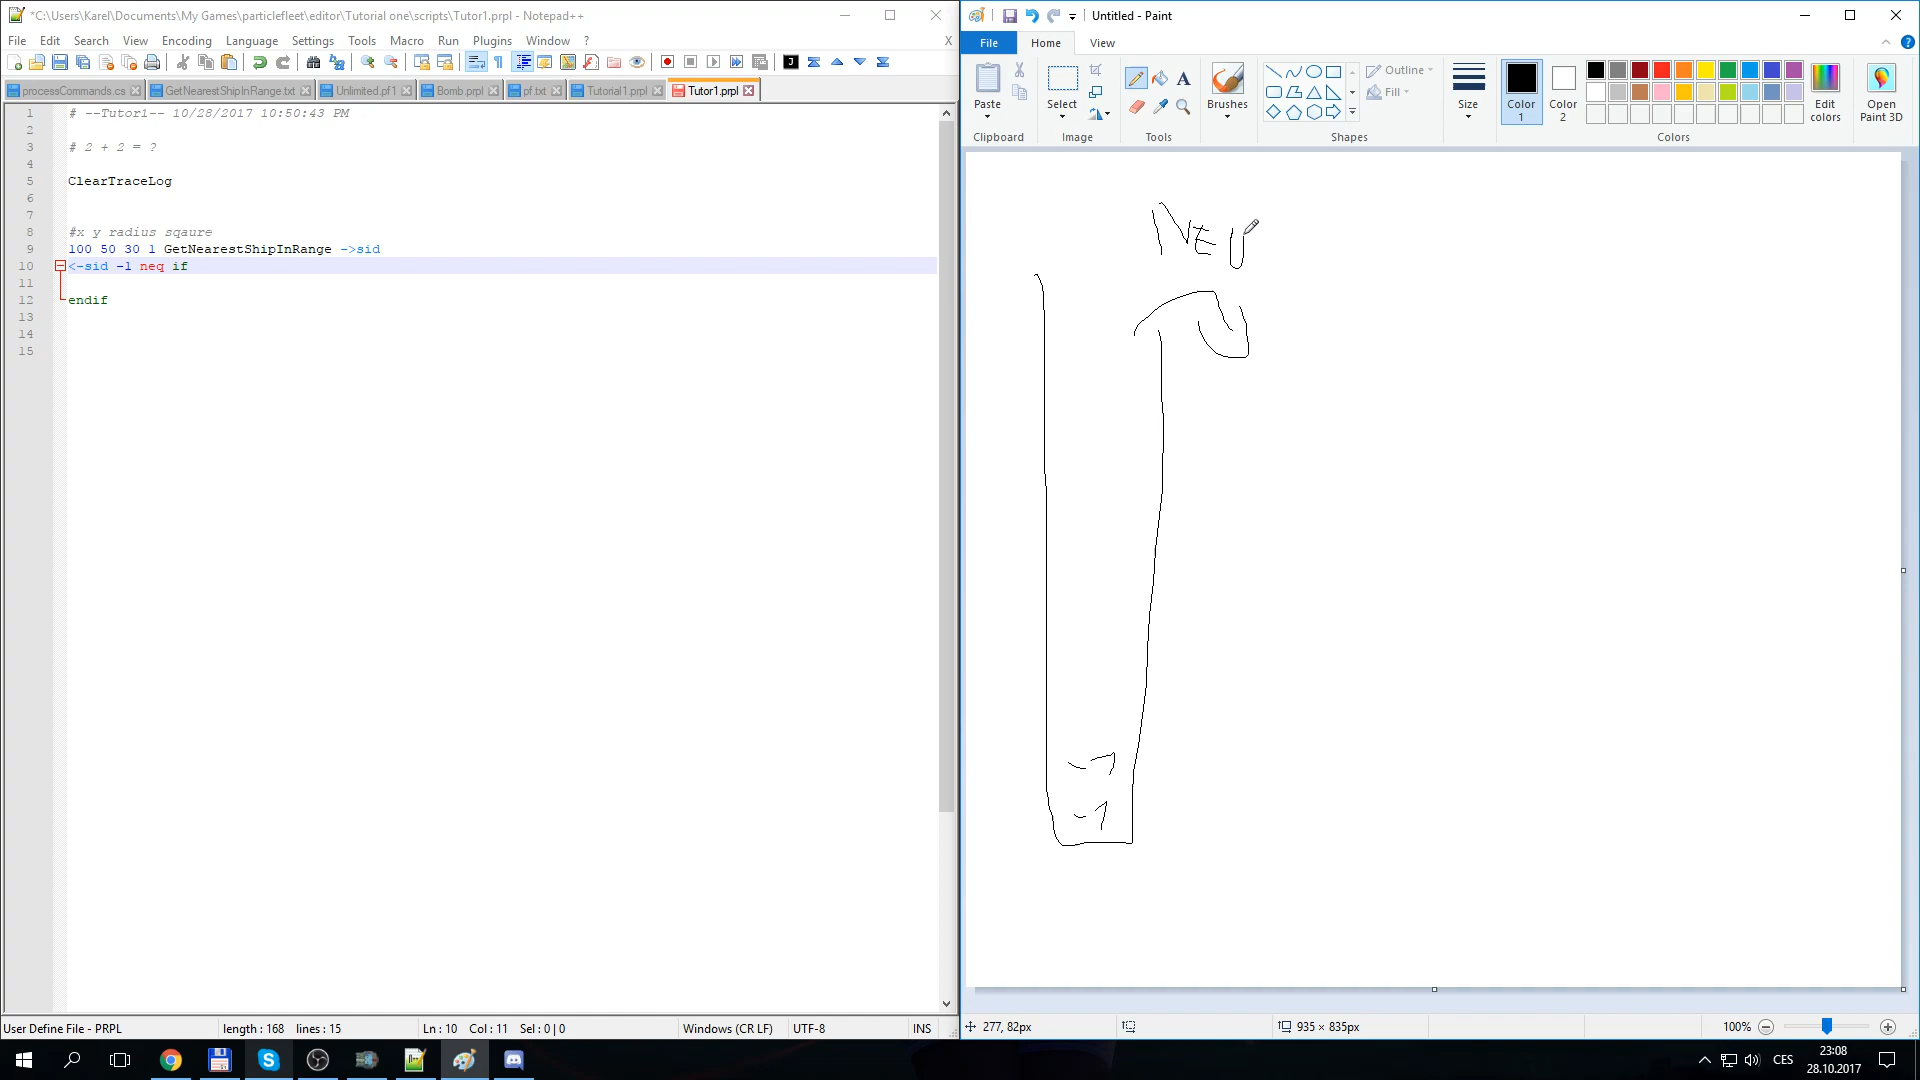 *C:\Users\Karel\Documents\My Games\particlefleet\editor\Tutorial one\scripts\Tutor1.prpl - Notepad++
File Edit Search View Encoding Language Settings Tools Macro Run Plugins Window ? X
processCommands.cs GetNearestShipInRange.txt Unlimited.pf1 Bomb.prpl pf.txt Tutorial1.prpl Tutor1.prpl
1 # --Tutor1-- 10/28/2017 10:50:43 PM
2
3 # 2 + 2 = ?
4
5 ClearTraceLog
6
7
8 #x y radius sqaure
9 100 50 30 1 GetNearestShipInRange ->sid
10 <-sid -1 neq if
11
12 endif
13
14
15
User Define File - PRPL length : 168 lines : 15 Ln : 10 Col : 11 Sel : 0 | 0 Windows (CR LF) UTF-8 INS
Untitled - Paint
File Home View
Paste Select Brushes Outline Fill Size Color 1 Color 2 Edit colors Open Paint 3D
Clipboard Image Tools Shapes Colors
NE
-1
-1
277, 82px 935 × 835px 100%
CES 23:08
28.10.2017